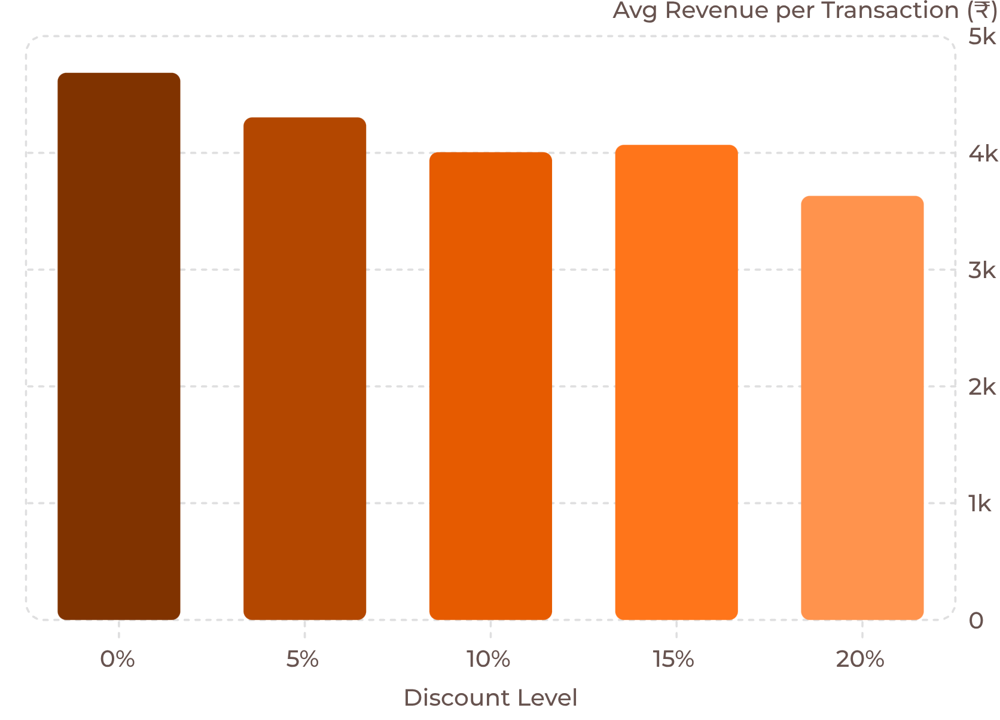 Avg Revenue per Transaction (₹)
5k
4k
3k
2k
1k
0
0% 5% 10% 15% 20%
Discount Level